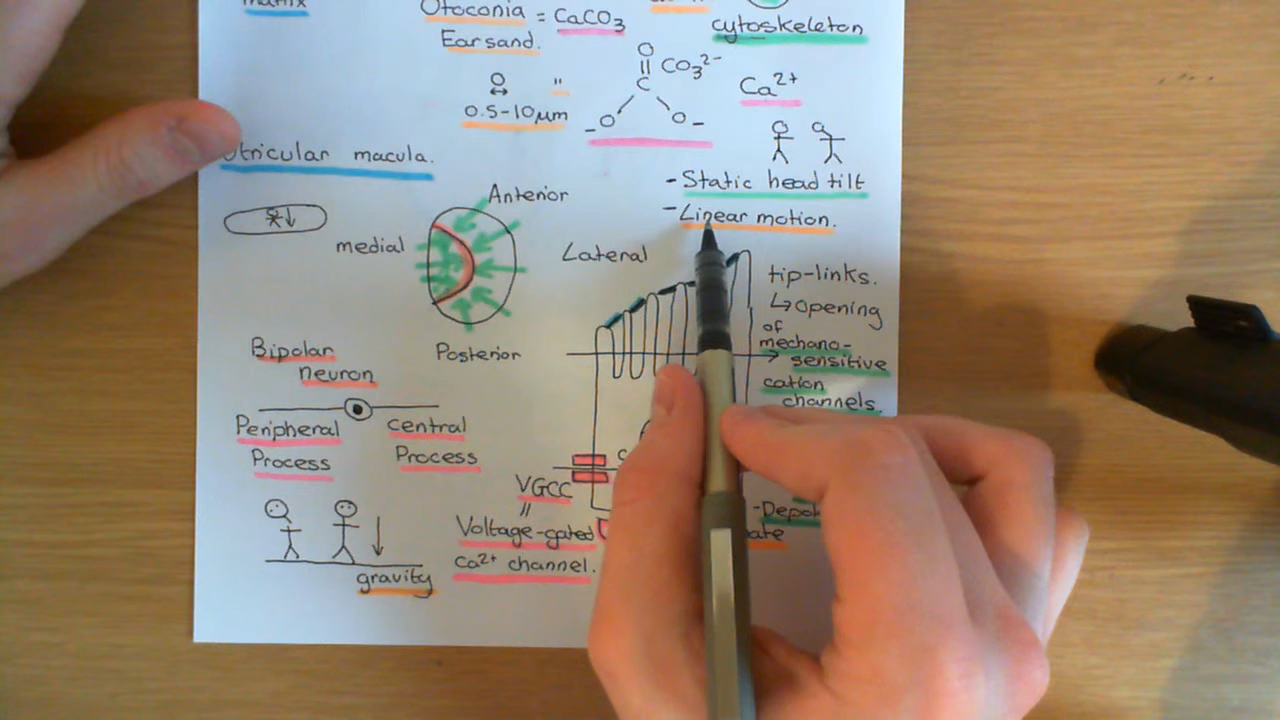 Otoconia = CaCO3
Earsand.
cytoskeleton
O
||
C
O
O
CO3²⁻
Ca²⁺
O
↔
"
0.5-10μm
Utricular macula.
- Static head tilt
- Linear motion.
Anterior
medial
Lateral
Posterior
tip-links.
↳ Opening
of
mechano-
sensitive
cation
channels.
Bipolar
neuron
Peripheral
Process
central
Process
VGCC
=
Voltage-gated
Ca²⁺ channel.
gravity